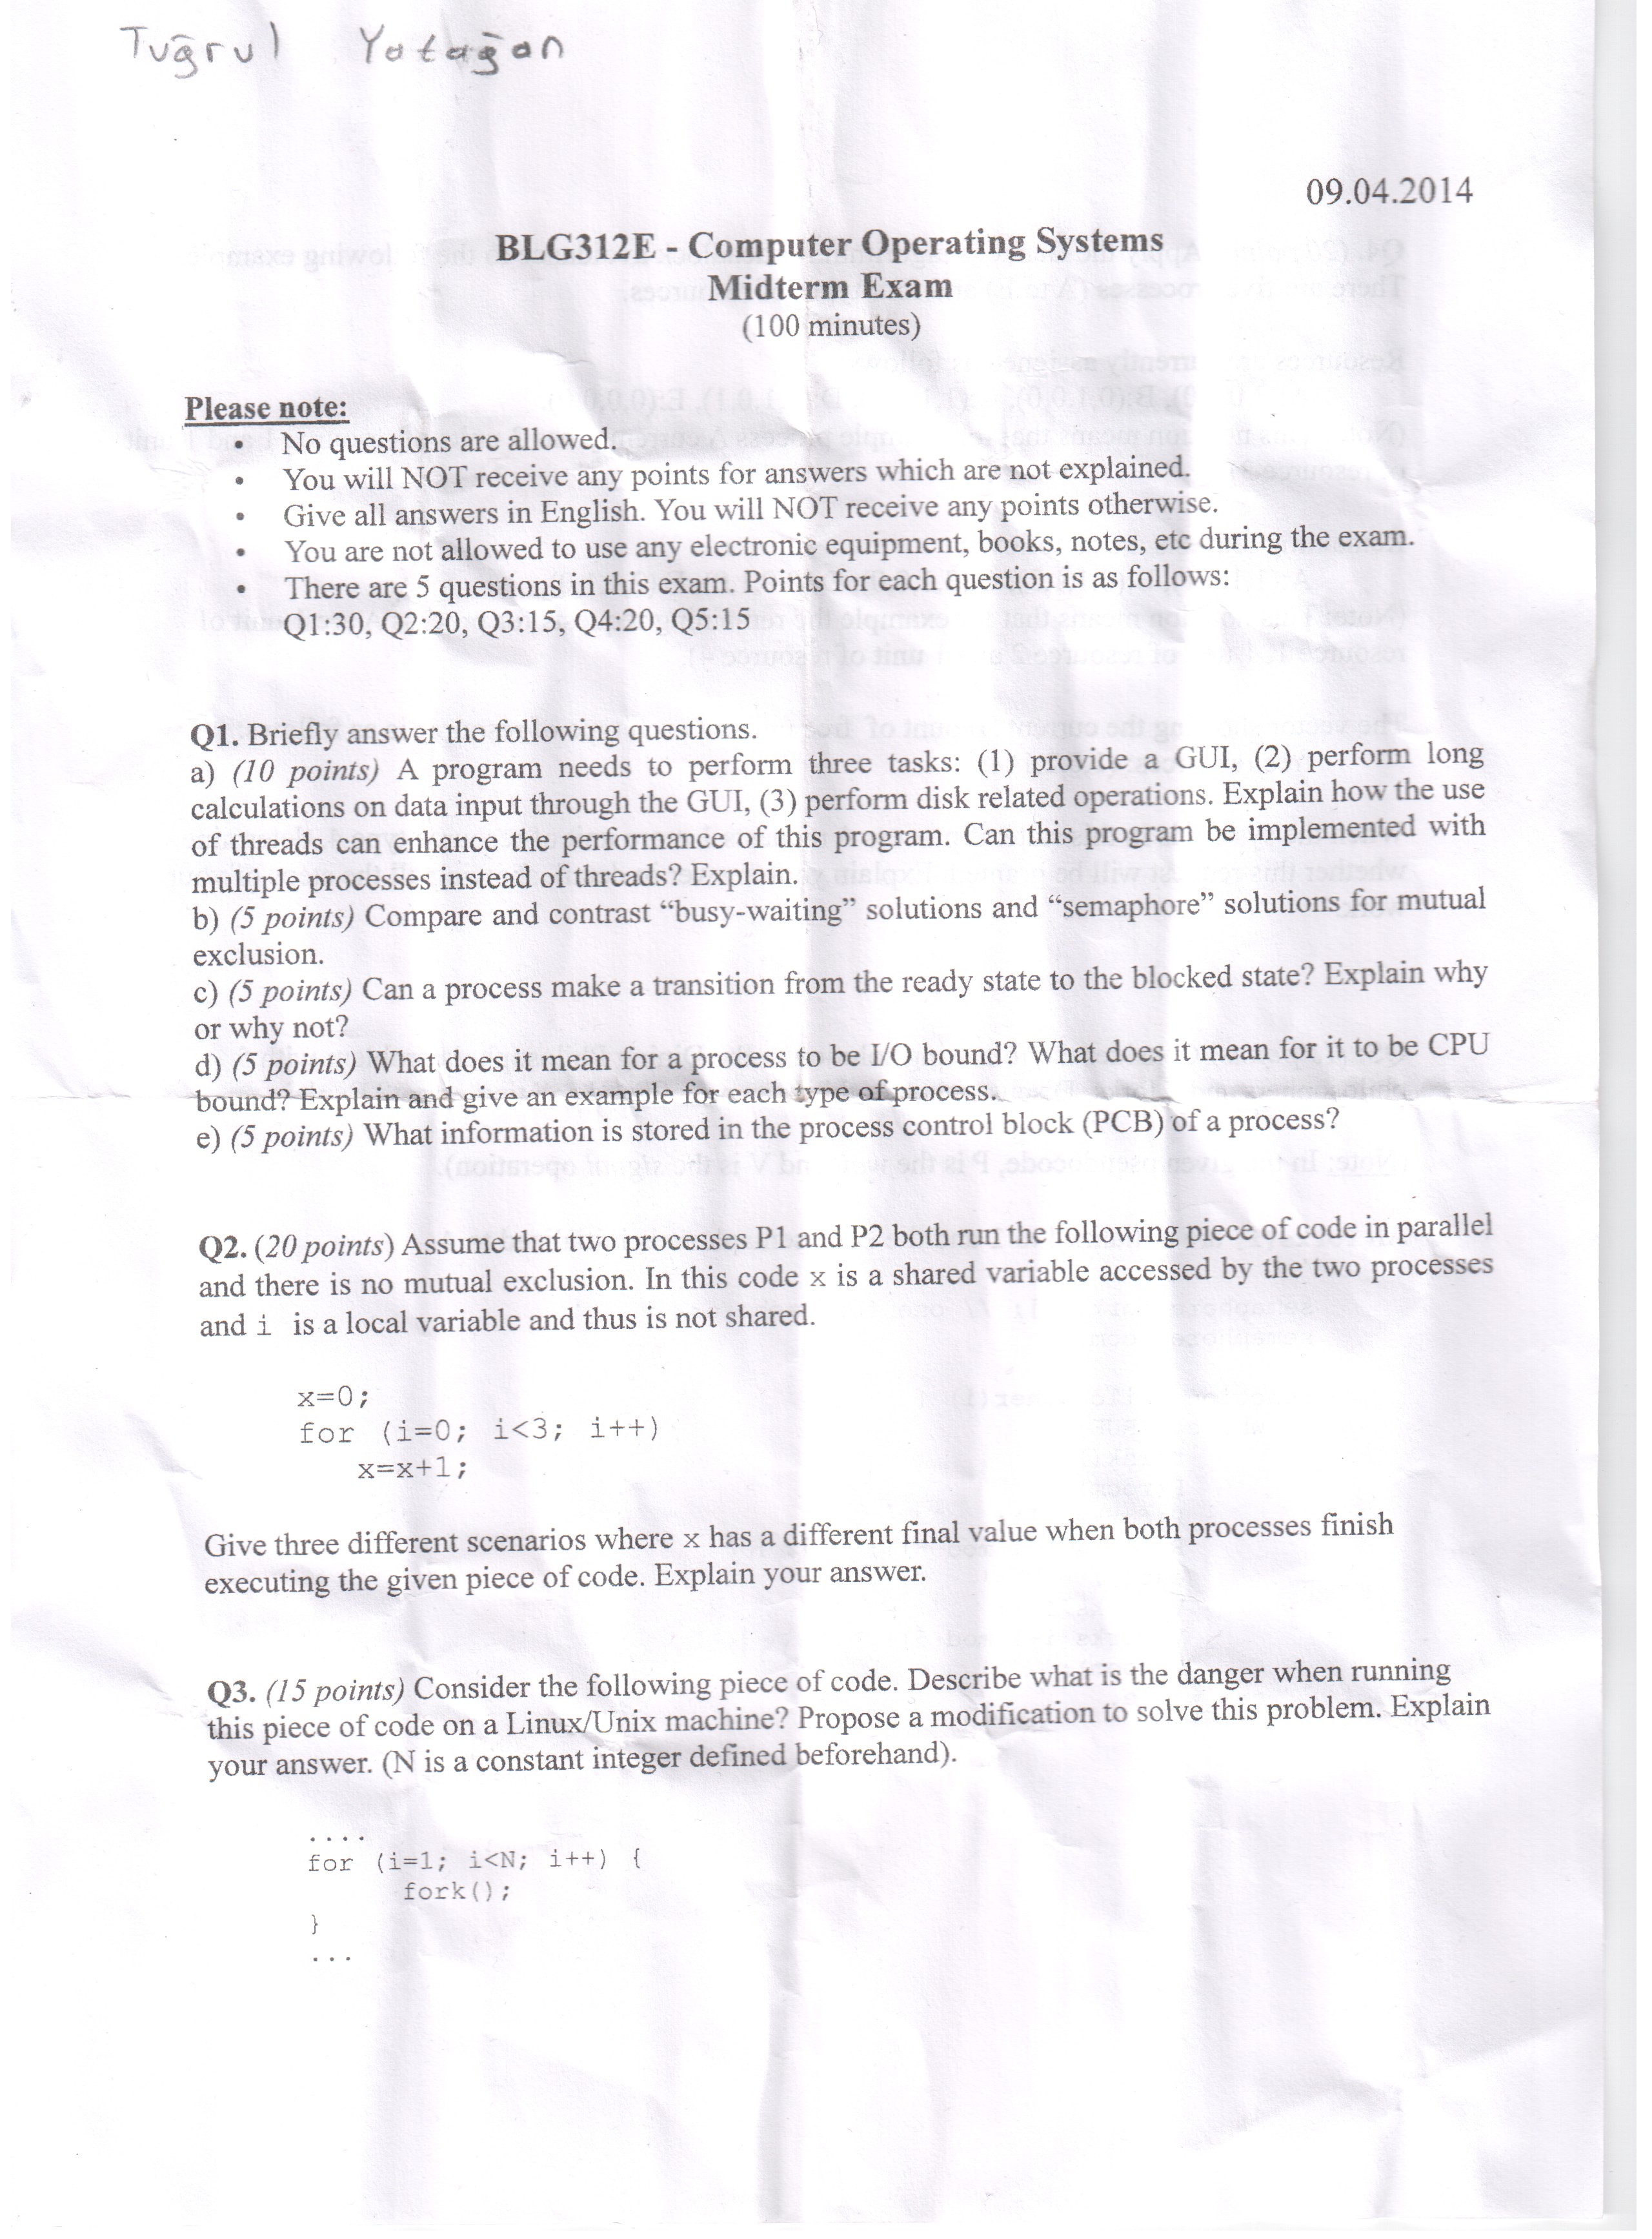 Tuğrul Yatağan
09.04.2014
BLG312E - Computer Operating Systems
Midterm Exam
(100 minutes)
Please note:
• No questions are allowed.
• You will NOT receive any points for answers which are not explained.
• Give all answers in English. You will NOT receive any points otherwise.
• You are not allowed to use any electronic equipment, books, notes, etc during the exam.
• There are 5 questions in this exam. Points for each question is as follows:
Q1:30, Q2:20, Q3:15, Q4:20, Q5:15
Q1. Briefly answer the following questions.
a) (10 points) A program needs to perform three tasks: (1) provide a GUI, (2) perform long
calculations on data input through the GUI, (3) perform disk related operations. Explain how the use
of threads can enhance the performance of this program. Can this program be implemented with
multiple processes instead of threads? Explain.
b) (5 points) Compare and contrast “busy-waiting” solutions and “semaphore” solutions for mutual
exclusion.
c) (5 points) Can a process make a transition from the ready state to the blocked state? Explain why
or why not?
d) (5 points) What does it mean for a process to be I/O bound? What does it mean for it to be CPU
bound? Explain and give an example for each type of process.
e) (5 points) What information is stored in the process control block (PCB) of a process?
Q2. (20 points) Assume that two processes P1 and P2 both run the following piece of code in parallel
and there is no mutual exclusion. In this code x is a shared variable accessed by the two processes
and i is a local variable and thus is not shared.
x=0;
for (i=0; i<3; i++)
x=x+1;
Give three different scenarios where x has a different final value when both processes finish
executing the given piece of code. Explain your answer.
Q3. (15 points) Consider the following piece of code. Describe what is the danger when running
this piece of code on a Linux/Unix machine? Propose a modification to solve this problem. Explain
your answer. (N is a constant integer defined beforehand).
....
for (i=1; i<N; i++) {
fork();
}
...